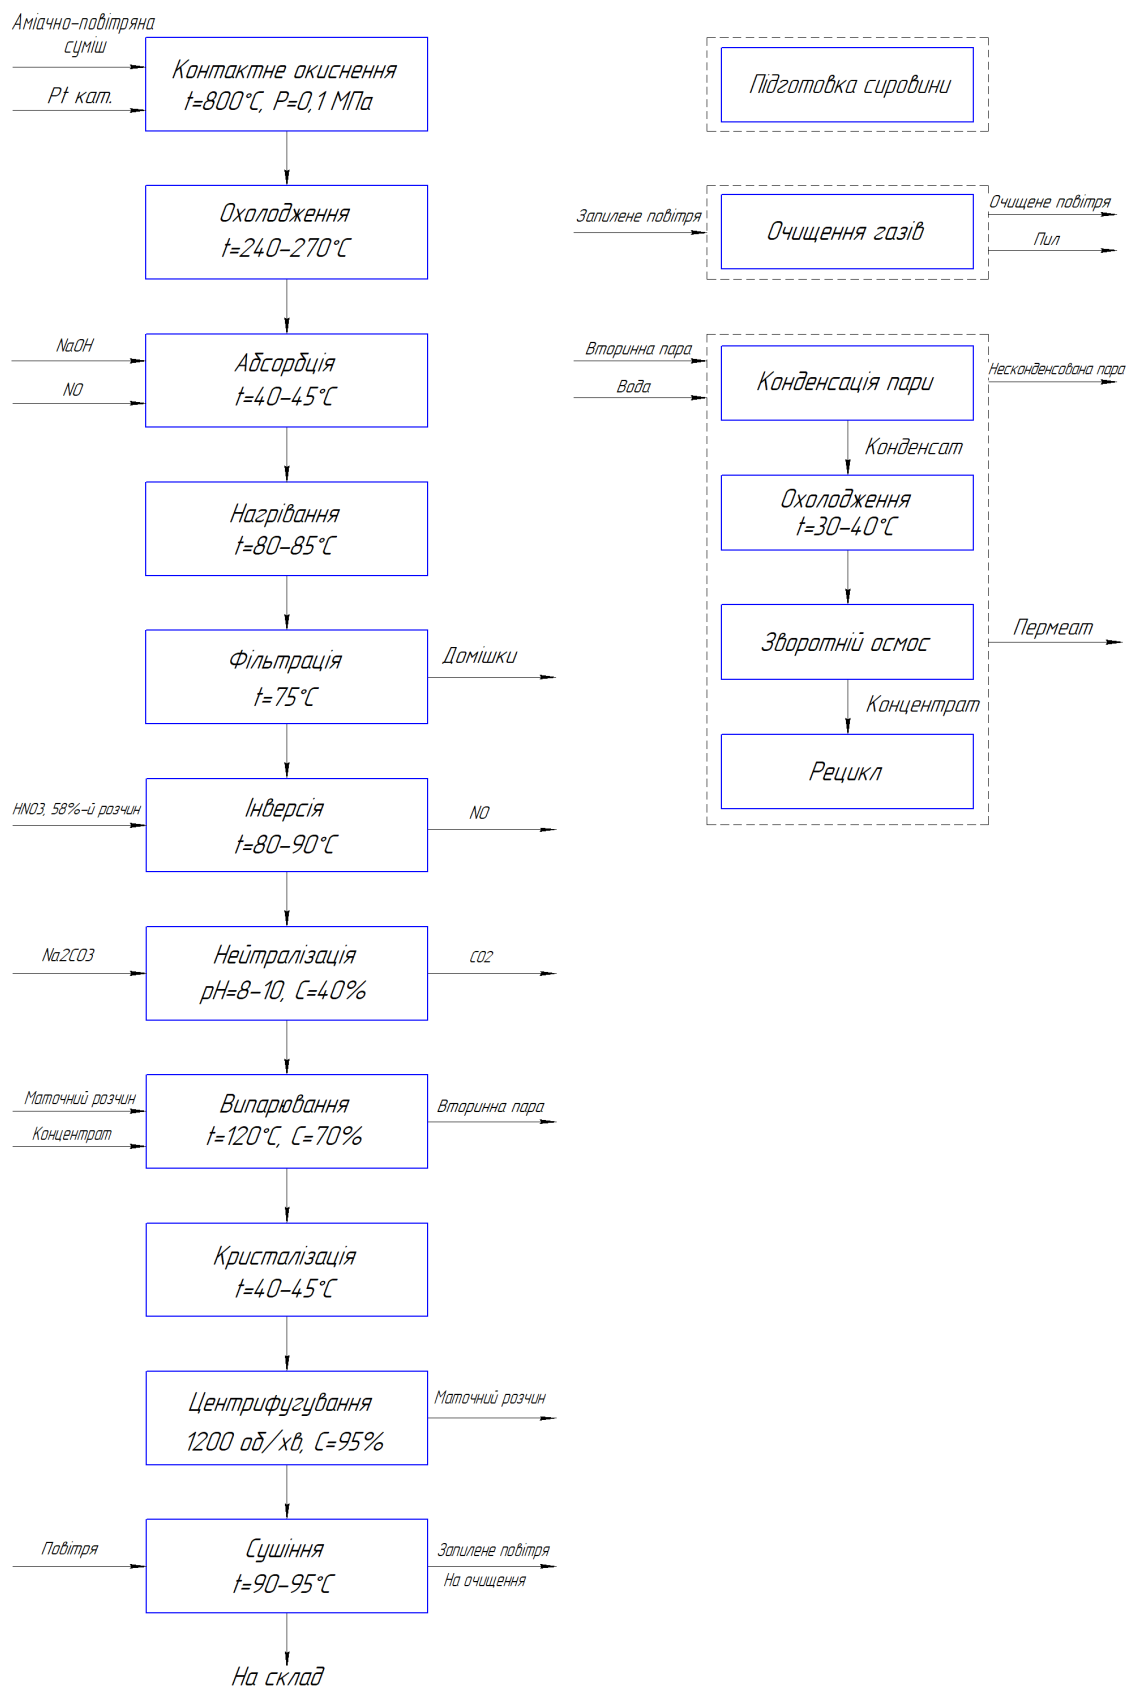 Аміачно-повітряна
суміш
Pt кат.
Контактне окиснення
t=800°C, P=0,1 МПа
Охолодження
t=240-270°C
NaOH
NO
Абсорбція
t=40-45°C
Нагрівання
t=80-85°C
Фільтрація
t=75°C
Домішки
HNO3, 58%-й розчин
Інверсія
t=80-90°C
NO
Na2CO3
Нейтралізація
pH=8-10, C=40%
CO2
Маточний розчин
Концентрат
Випарювання
t=120°C, C=70%
Вторинна пара
Кристалізація
t=40-45°C
Центрифугування
1200 об/хв, C=95%
Маточний розчин
Повітря
Сушіння
t=90-95°C
Запилене повітря
На очищення
На склад
Підготовка сировини
Запилене повітря
Очищення газів
Очищене повітря
Пил
Вторинна пара
Вода
Конденсація пари
Несконденсована пара
Конденсат
Охолодження
t=30-40°C
Зворотній осмос
Пермеат
Концентрат
Рецикл